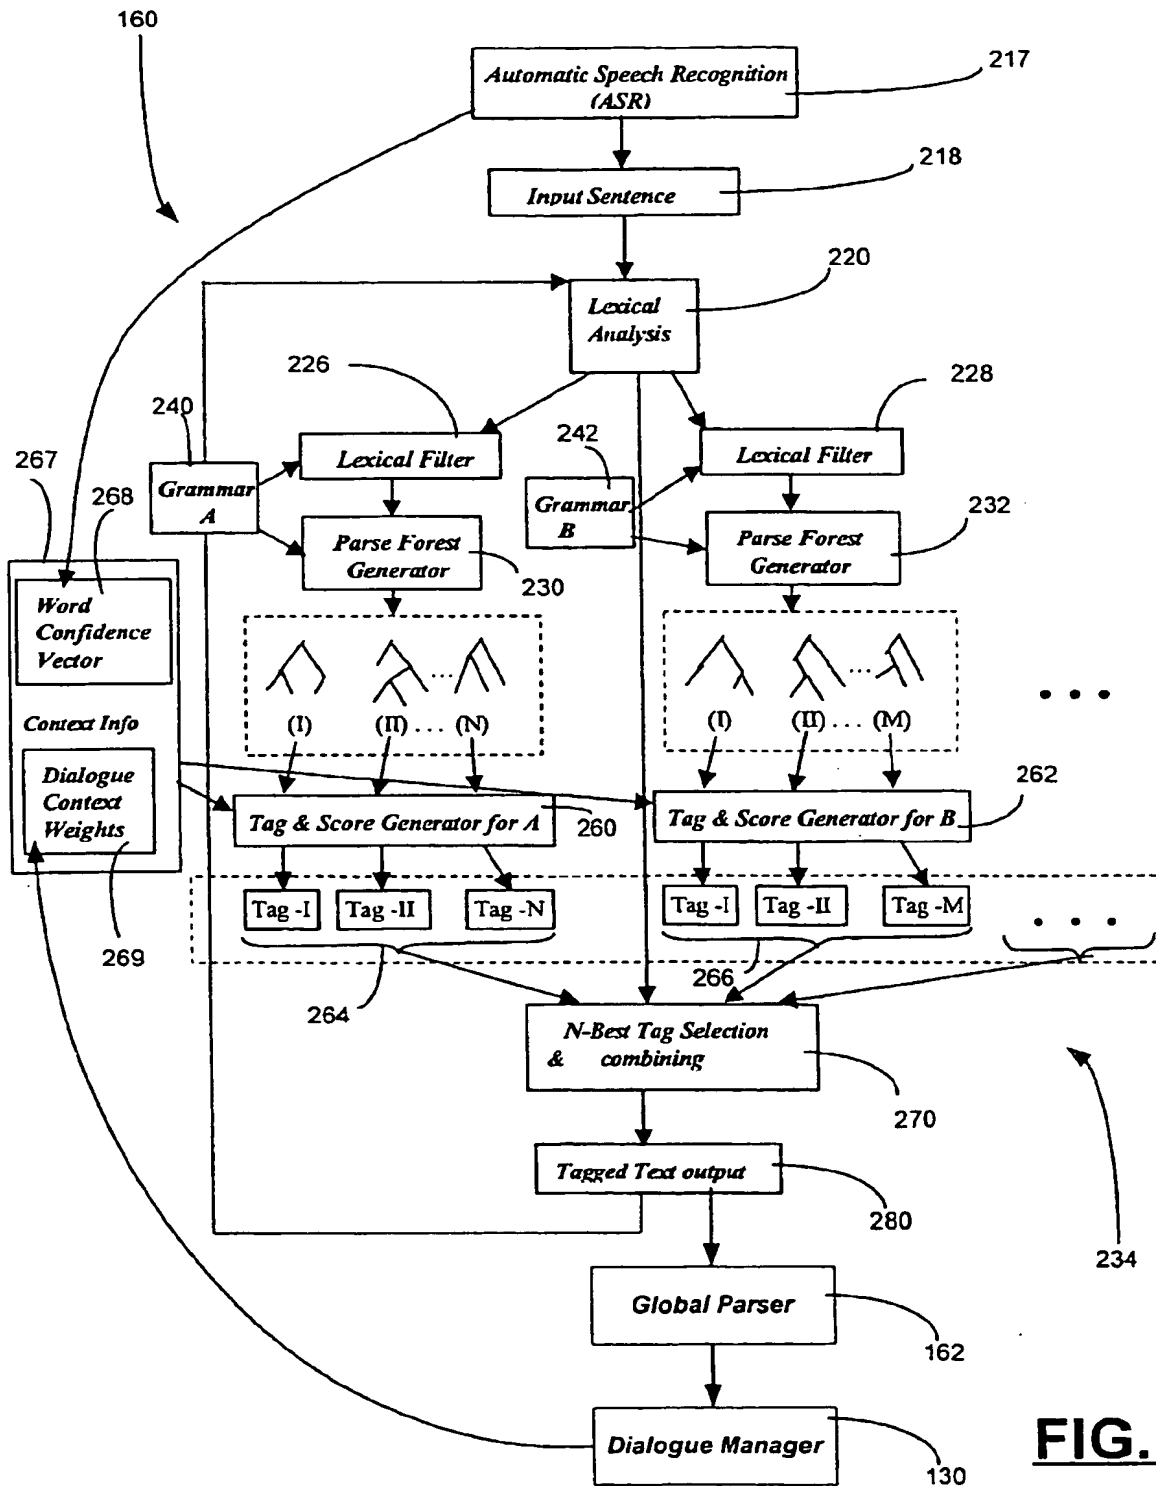 160
Automatic Speech Recognition
(ASR)
217
Input Sentence
218
Lexical
Analysis
220
226
228
240
Lexical Filter
242
Lexical Filter
267
268
Grammar
A
Grammar
B
232
Parse Forest
Generator
230
Parse Forest
Generator
Word
Confidence
Vector
Context Info
(I) (II) ... (N)
(I) (II) ... (M)
Dialogue
Context
Weights
269
Tag & Score Generator for A
260
Tag & Score Generator for B
262
Tag -I Tag -II Tag -N
Tag -I Tag -II Tag -M
264
266
N-Best Tag Selection
& combining
270
Tagged Text output
280
234
Global Parser
162
Dialogue Manager
130
FIG.